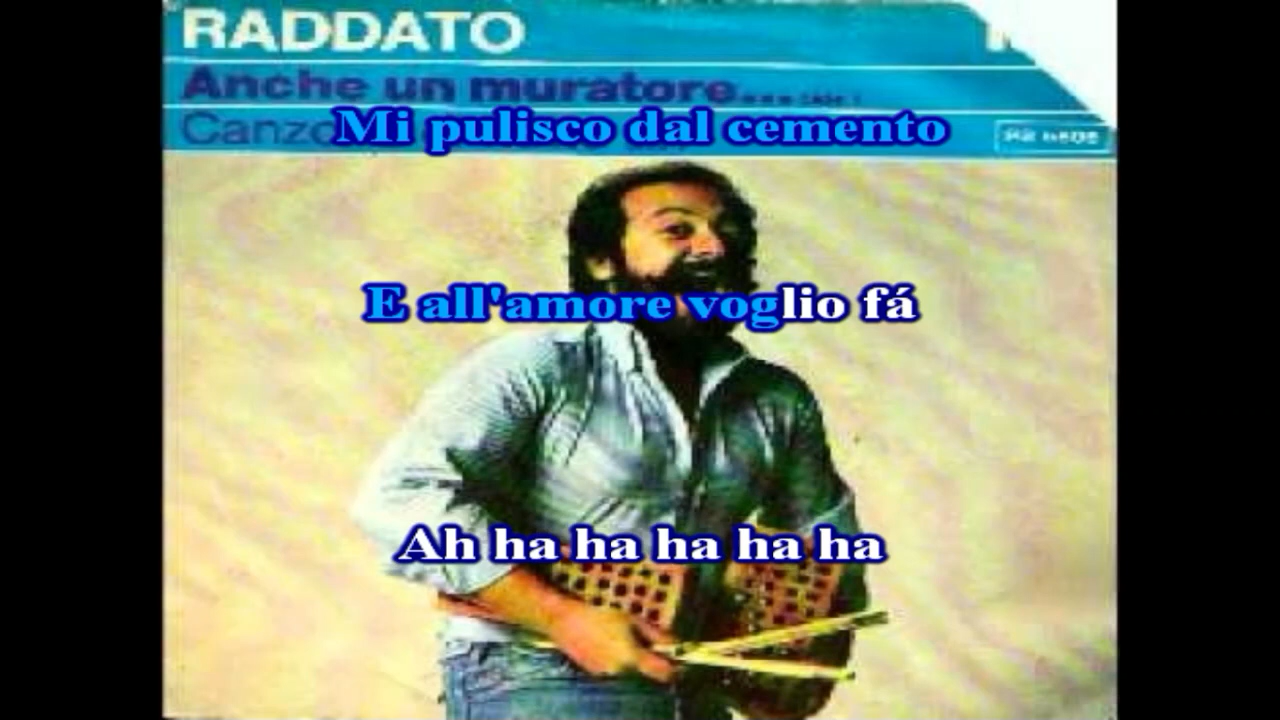 RADDATO
Anche un muratore...
Mi pulisco dal cemento
E all'amore voglio fá
Ah ha ha ha ha ha